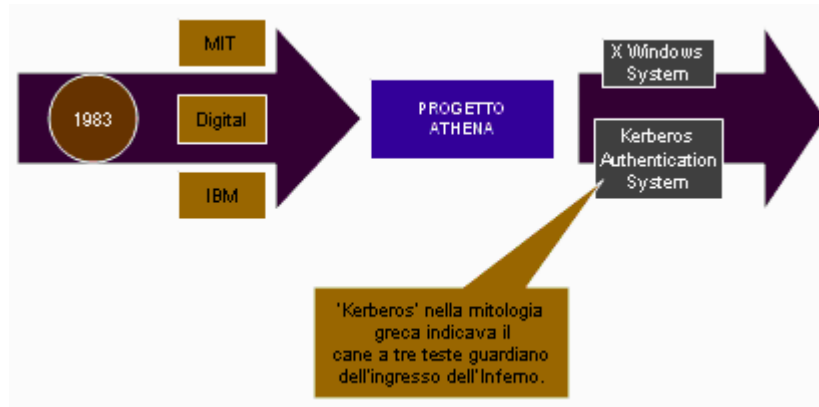 MIT
1983
Digital
IBM
PROGETTO
ATHENA
X Windows
System
Kerberos
Authentication
System
'Kerberos' nella mitologia
greca indicava il
cane a tre teste guardiano
dell'ingresso dell'Inferno.